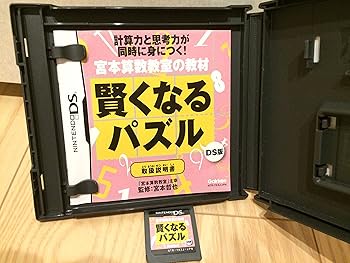 計算力と思考力が
同時に身につく!
宮本算数教室の教材
賢くなる
パズル
DS版
取扱説明書
「宮本算数教室」主宰
監修:宮本哲也
Gakken
NINTENDO DS
NINTENDO DS
賢くなる
パズル